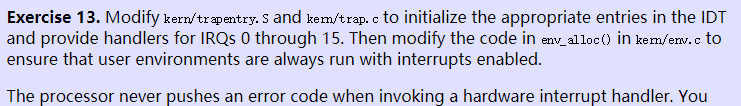 Exercise 13. Modify kern/trapentry.S and kern/trap.c to initialize the appropriate entries in the IDT
and provide handlers for IRQs 0 through 15. Then modify the code in env_alloc() in kern/env.c to
ensure that user environments are always run with interrupts enabled.
The processor never pushes an error code when invoking a hardware interrupt handler. You